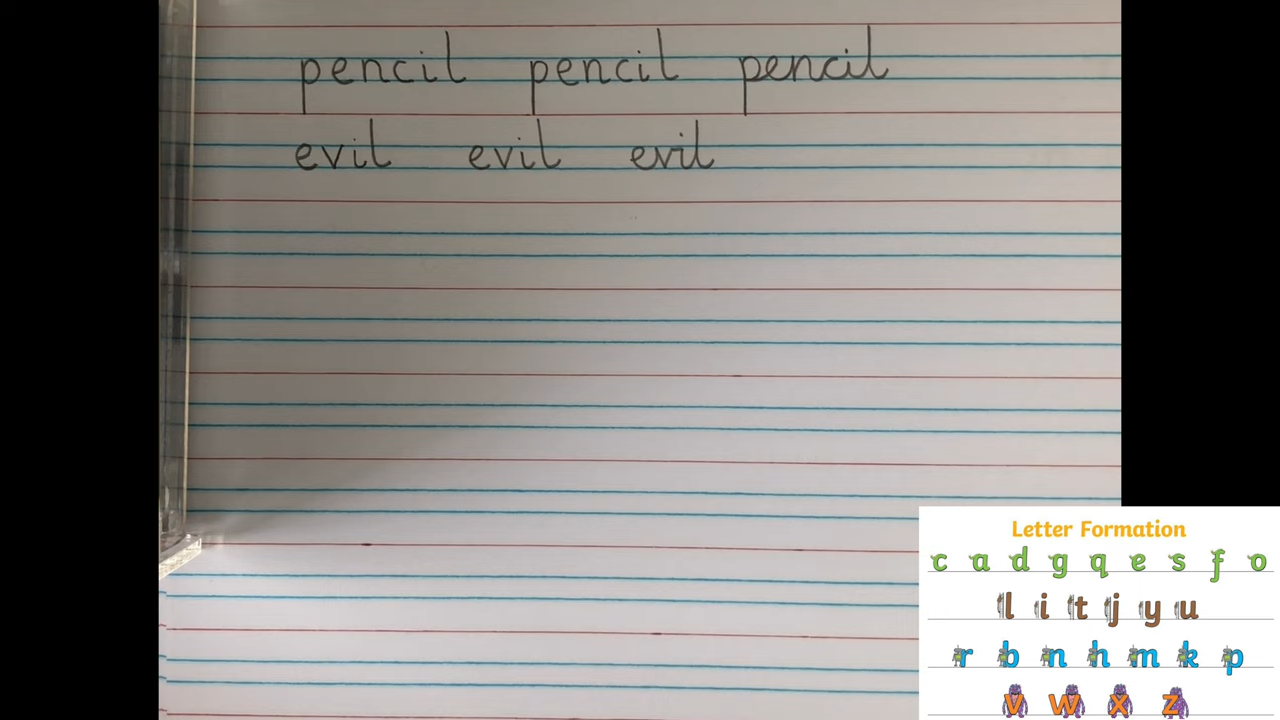 pencil pencil pencil
evil evil evil
Letter Formation
c a d g q e s f o
l i t j y u
r b n h m k p
v w x z